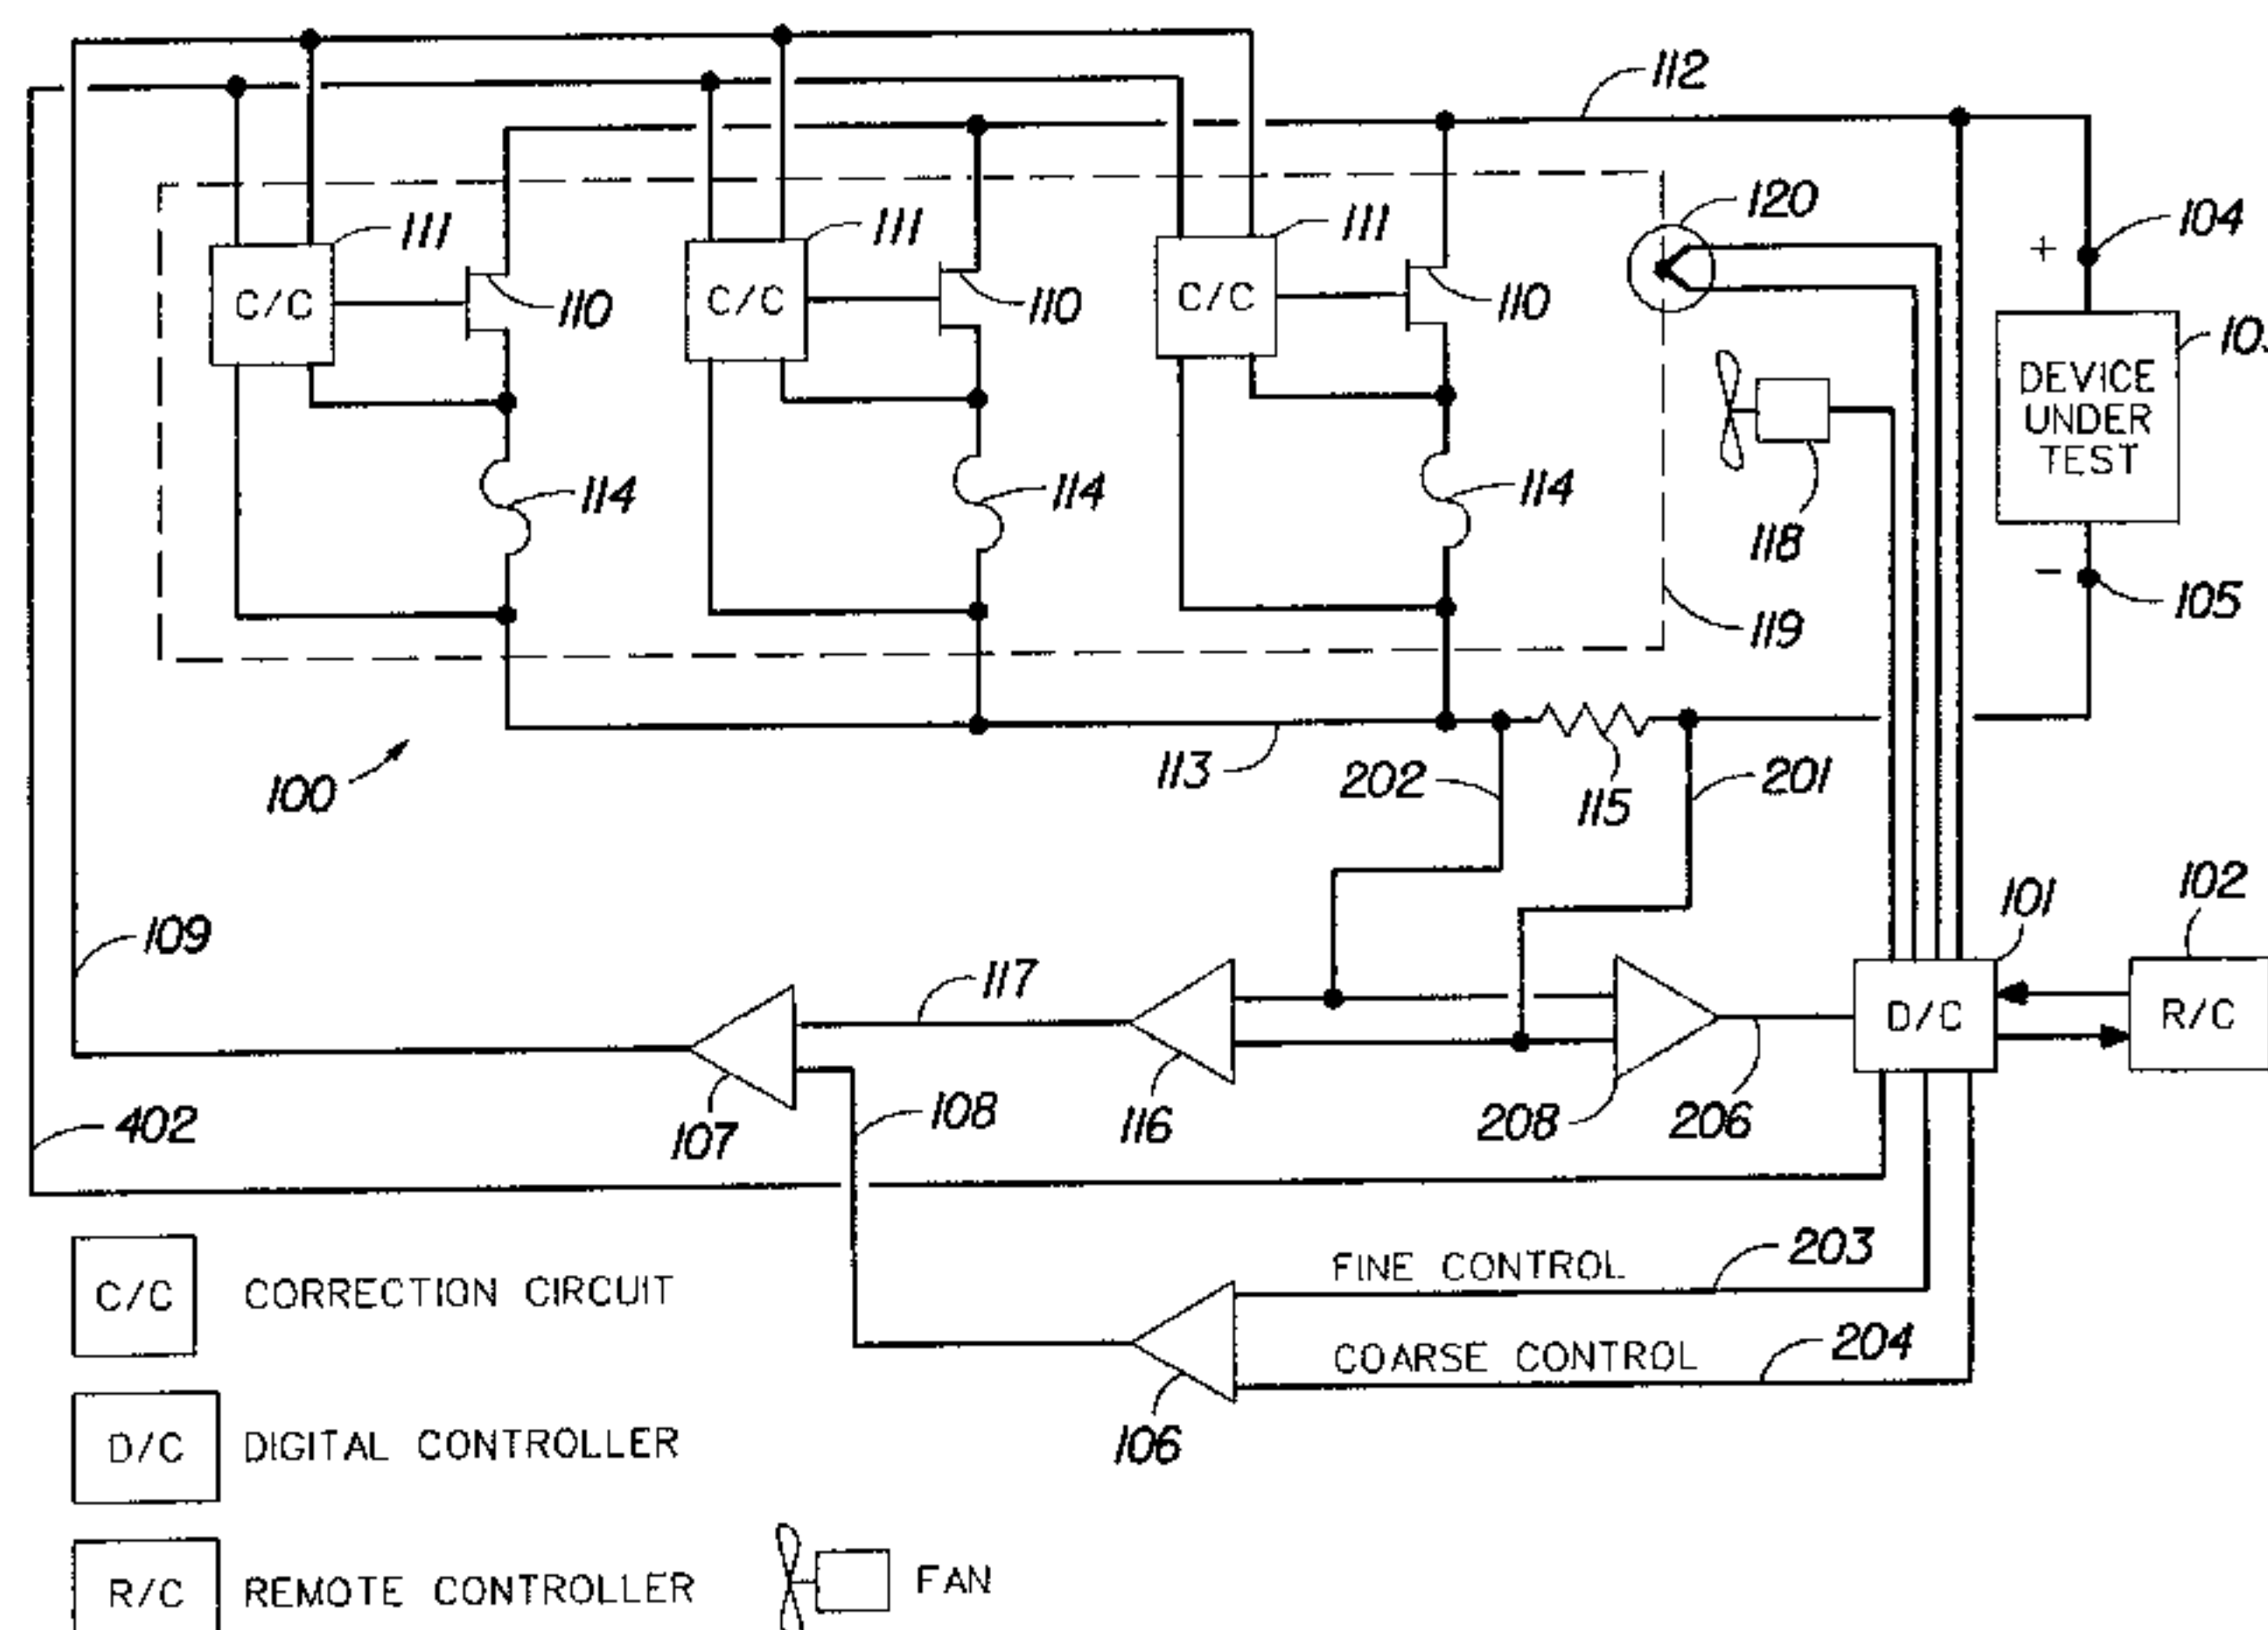 112
120
104
+
111
111
111
C/C
C/C
C/C
110
110
110
DEVICE
UNDER
TEST
114
114
114
118
119
−
105
100
113
202
115
201
101
102
109
117
D/C
R/C
402
107
108
116
208
206
FINE CONTROL
203
COARSE CONTROL
204
106
C/C CORRECTION CIRCUIT
D/C DIGITAL CONTROLLER
R/C REMOTE CONTROLLER
FAN